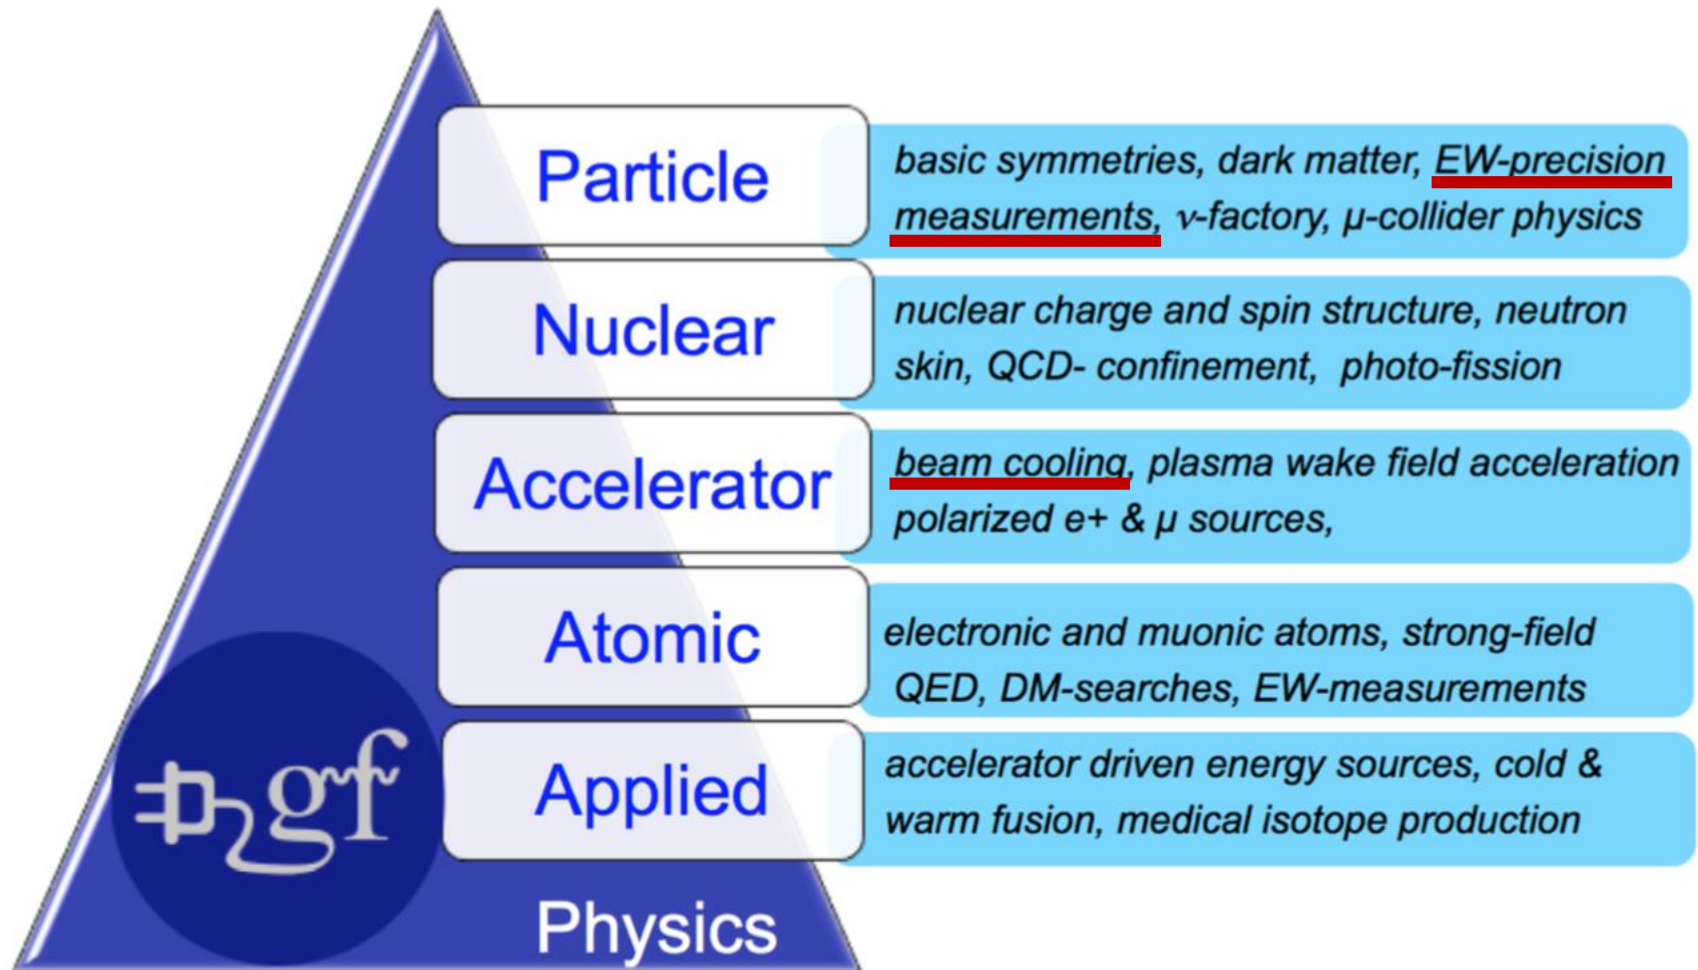 Particle
basic symmetries, dark matter, EW-precision
measurements, ν-factory, µ-collider physics
Nuclear
nuclear charge and spin structure, neutron
skin, QCD- confinement, photo-fission
Accelerator
beam cooling, plasma wake field acceleration
polarized e+ & µ sources,
Atomic
electronic and muonic atoms, strong-field
QED, DM-searches, EW-measurements
Applied
accelerator driven energy sources, cold &
warm fusion, medical isotope production
gf
Physics